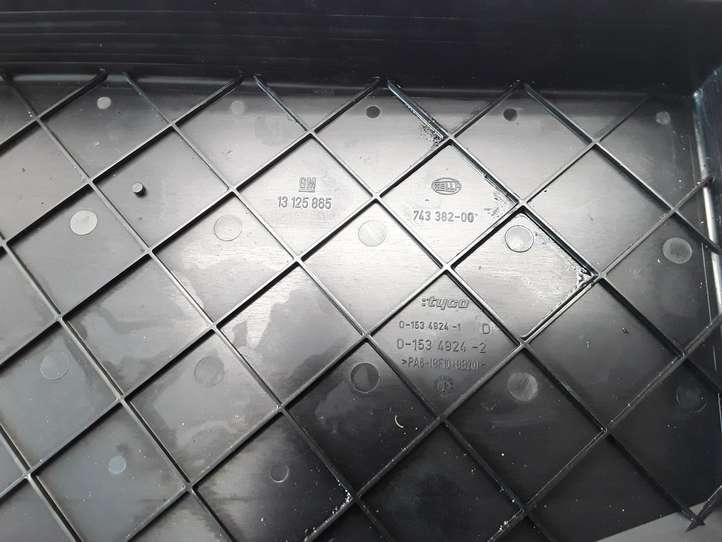 GM
13 125 865
HELLA
743 382-00
:tyco
0-153 4924 -1 D
0-153 4924 -2